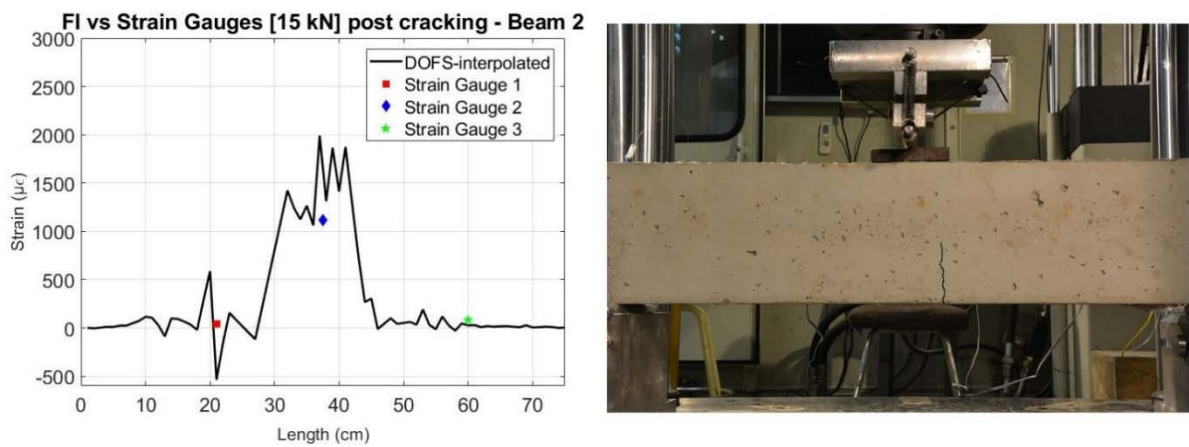 FI vs Strain Gauges [15 kN] post cracking - Beam 2
3000
2500
2000
1500
1000
500
0
-500
Strain (με)
DOFS-interpolated
Strain Gauge 1
Strain Gauge 2
Strain Gauge 3
0 10 20 30 40 50 60 70
Length (cm)